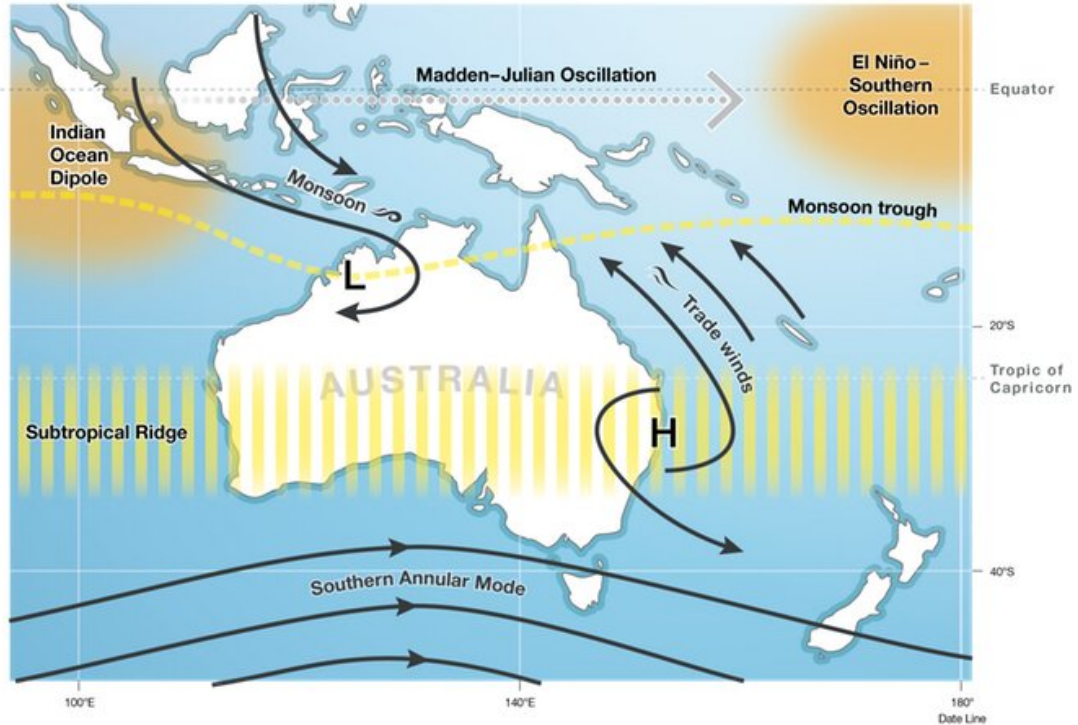 Madden–Julian Oscillation
El Niño–
Southern
Oscillation
Equator
Indian
Ocean
Dipole
Monsoon
Monsoon trough
L
Trade winds
20°S
Tropic of
Capricorn
AUSTRALIA
Subtropical Ridge
H
Southern Annular Mode
40°S
100°E
140°E
180°
Date Line